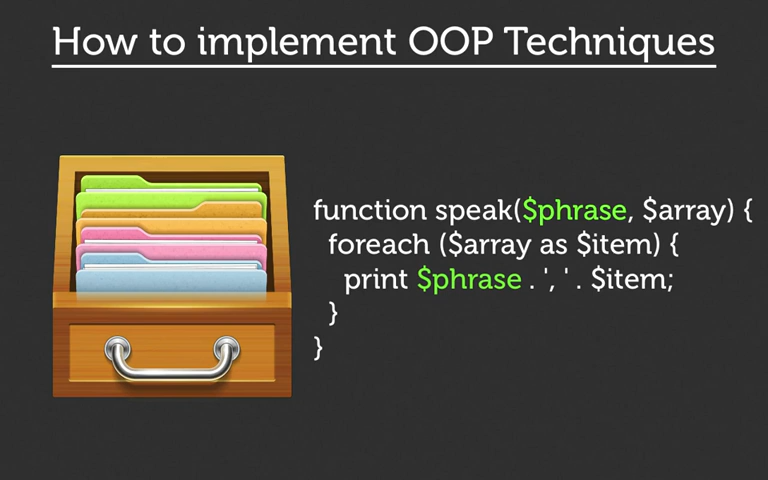 How to implement OOP Techniques
function speak($phrase, $array) {
foreach ($array as $item) {
print $phrase . ', ' . $item;
}
}